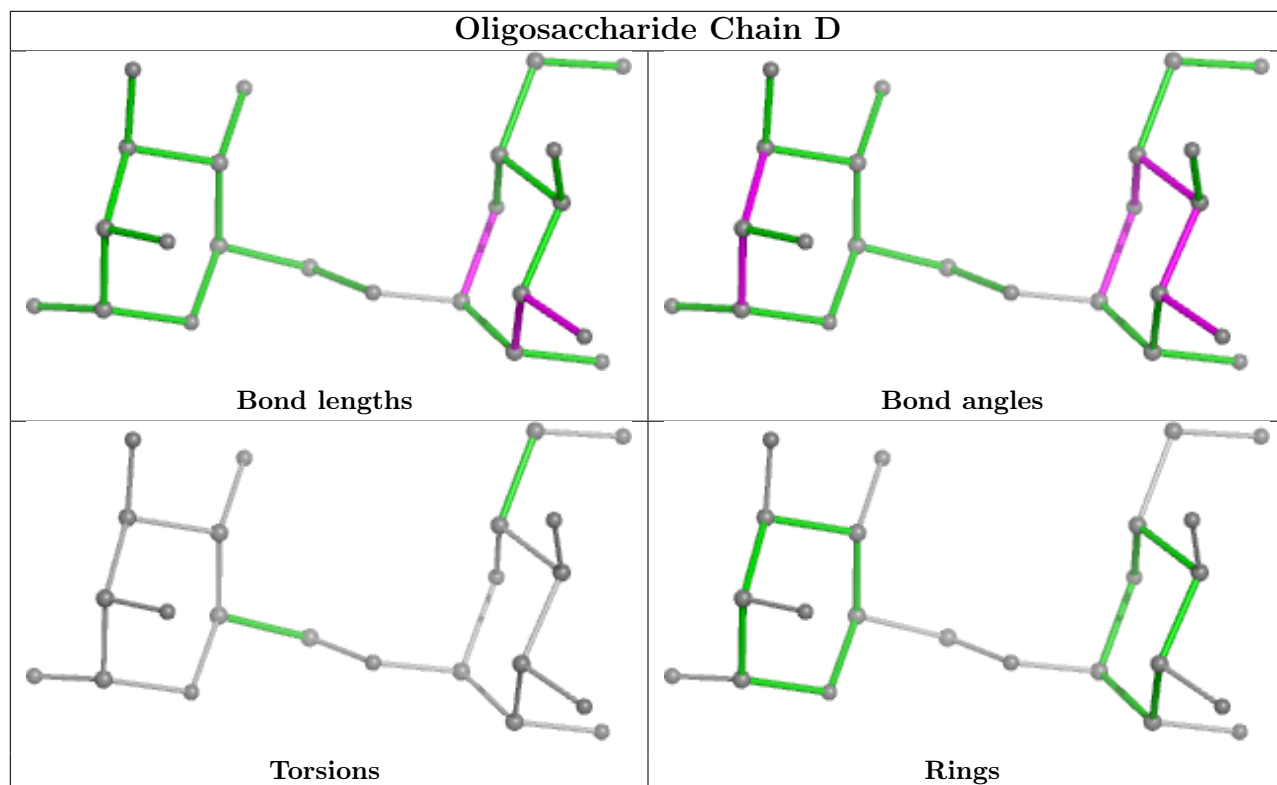 Oligosaccharide Chain D
Bond lengths
Bond angles
Torsions
Rings